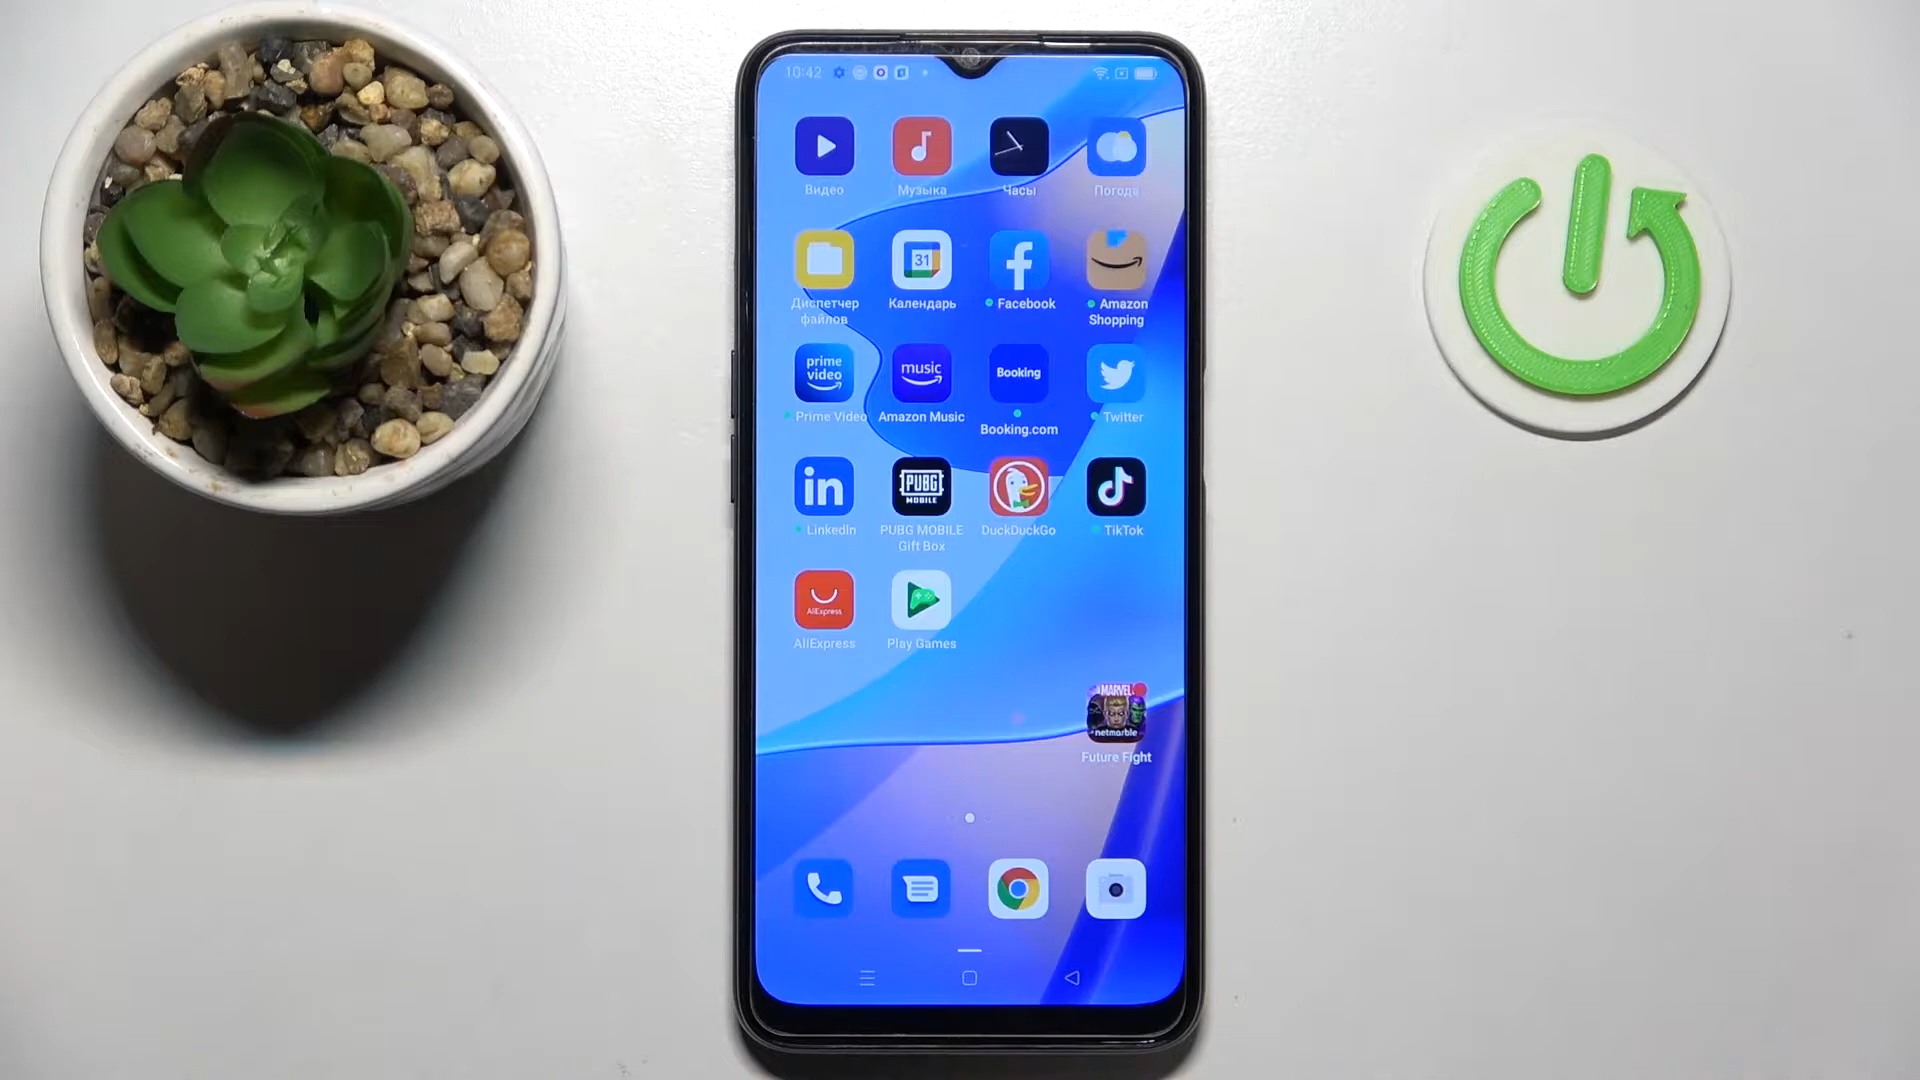 10:42
Видео Музыка Часы Погода
31
Диспетчер файлов Календарь Facebook Amazon Shopping
prime video music Booking
Prime Video Amazon Music Booking.com Twitter
in PUBG MOBILE
LinkedIn PUBG MOBILE Gift Box DuckDuckGo TikTok
AliExpress
AliExpress Play Games
MARVEL
netmarble
Future Fight